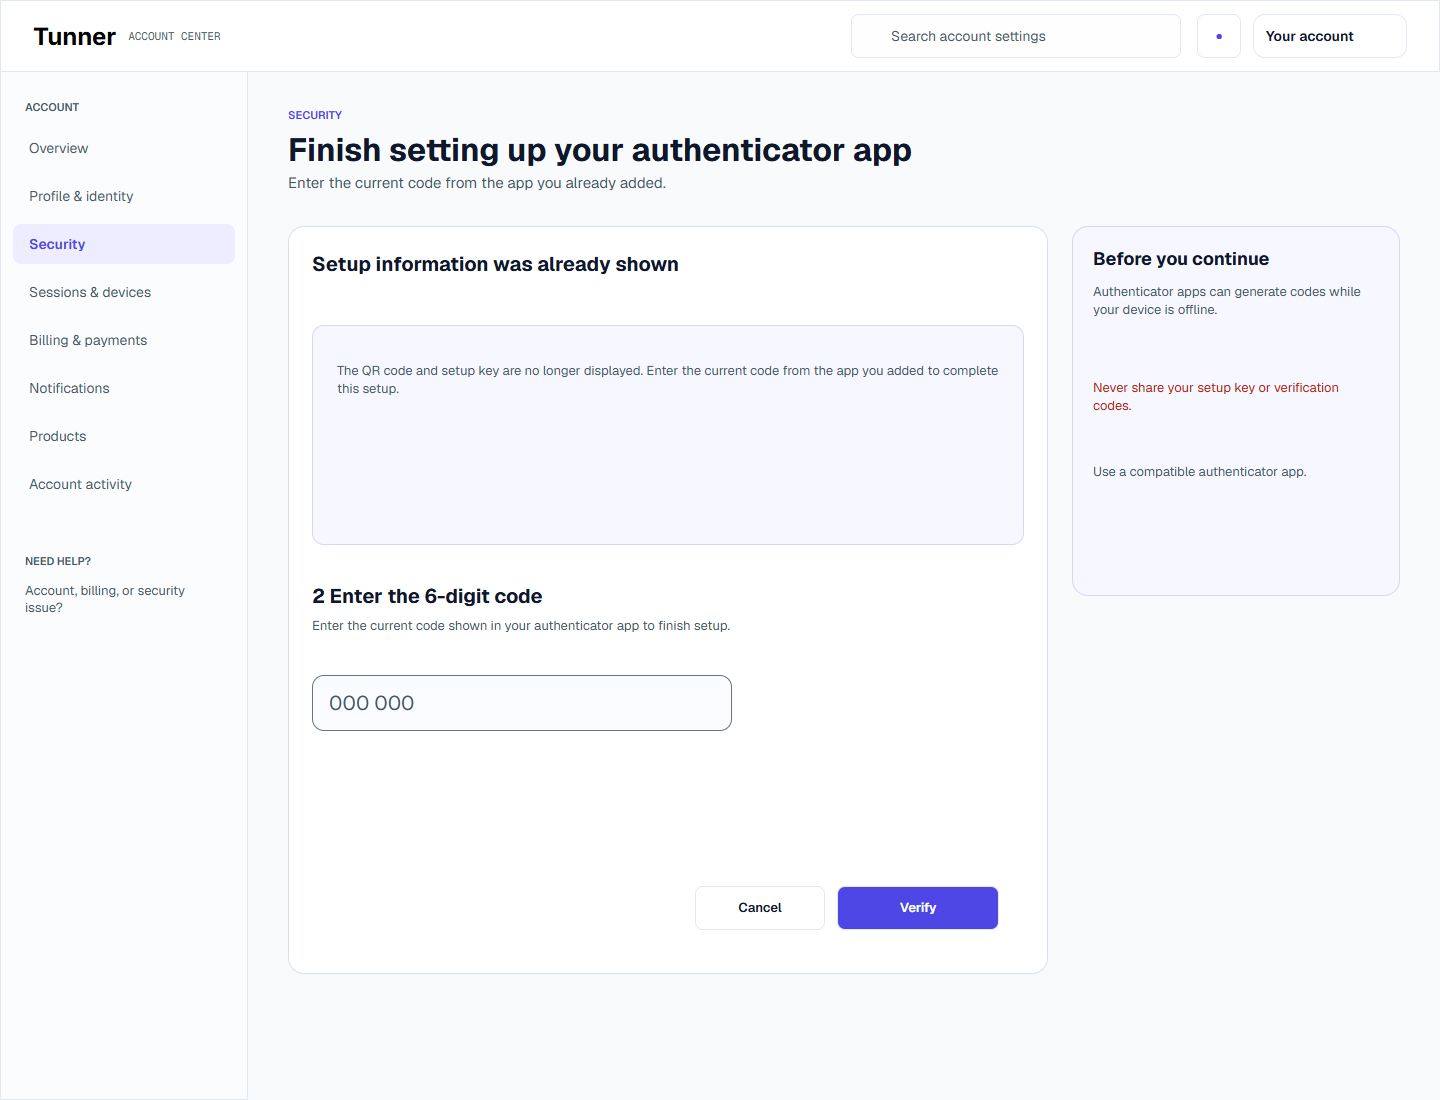 Tunner ACCOUNT CENTER
Search account settings
Your account
ACCOUNT
Overview
Profile & identity
Security
Sessions & devices
Billing & payments
Notifications
Products
Account activity
NEED HELP?
Account, billing, or security
issue?
SECURITY
Finish setting up your authenticator app
Enter the current code from the app you already added.
Setup information was already shown
The QR code and setup key are no longer displayed. Enter the current code from the app you added to complete
this setup.
2 Enter the 6-digit code
Enter the current code shown in your authenticator app to finish setup.
000 000
Cancel
Verify
Before you continue
Authenticator apps can generate codes while
your device is offline.
Never share your setup key or verification
codes.
Use a compatible authenticator app.